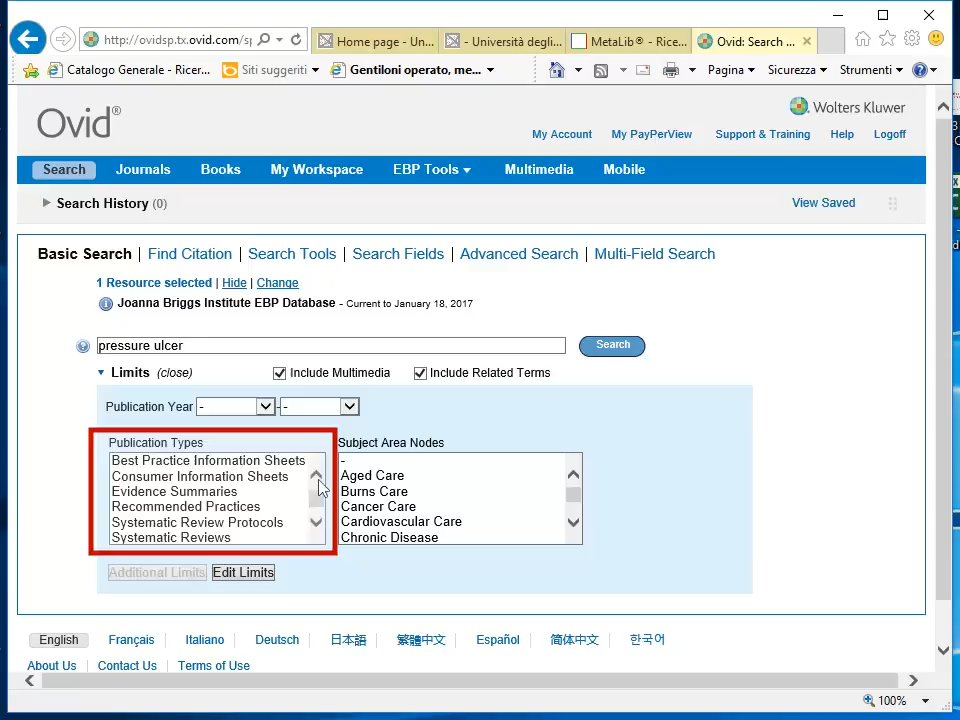 http://ovidsp.tx.ovid.com/sp
Home page - Un...
- Università degli...
MetaLib® - Ricе...
Ovid: Search ...
Catalogo Generale - Ricer...
Siti suggeriti
Gentiloni operato, me...
Pagina
Sicurezza
Strumenti
Ovid®
Wolters Kluwer
My Account
My PayPerView
Support & Training
Help
Logoff
Search
Journals
Books
My Workspace
EBP Tools
Multimedia
Mobile
Search History (0)
View Saved
Basic Search | Find Citation | Search Tools | Search Fields | Advanced Search | Multi-Field Search
1 Resource selected | Hide | Change
Joanna Briggs Institute EBP Database - Current to January 18, 2017
pressure ulcer
Search
Limits (close)
Include Multimedia
Include Related Terms
Publication Year - - -
Publication Types
Best Practice Information Sheets
Consumer Information Sheets
Evidence Summaries
Recommended Practices
Systematic Review Protocols
Systematic Reviews
Subject Area Nodes
-
Aged Care
Burns Care
Cancer Care
Cardiovascular Care
Chronic Disease
Additional Limits
Edit Limits
English
Français
Italiano
Deutsch
日本語
繁體中文
Español
简体中文
한국어
About Us | Contact Us | Terms of Use
100%